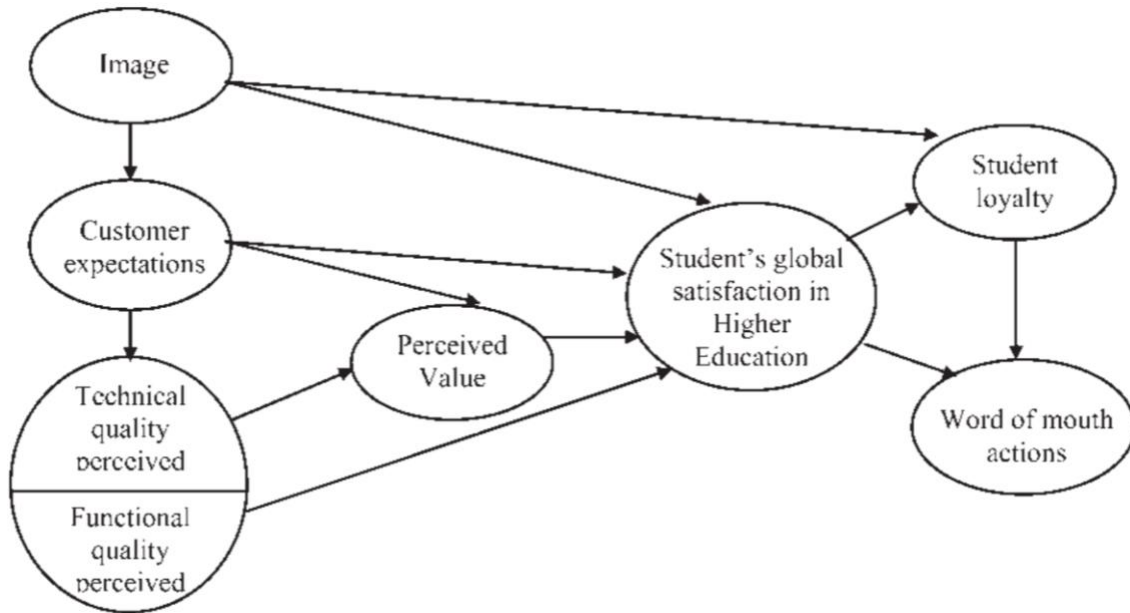 Image
Customer
expectations
Technical
quality
perceived
Functional
quality
perceived
Perceived
Value
Student's global
satisfaction in
Higher
Education
Student
loyalty
Word of mouth
actions